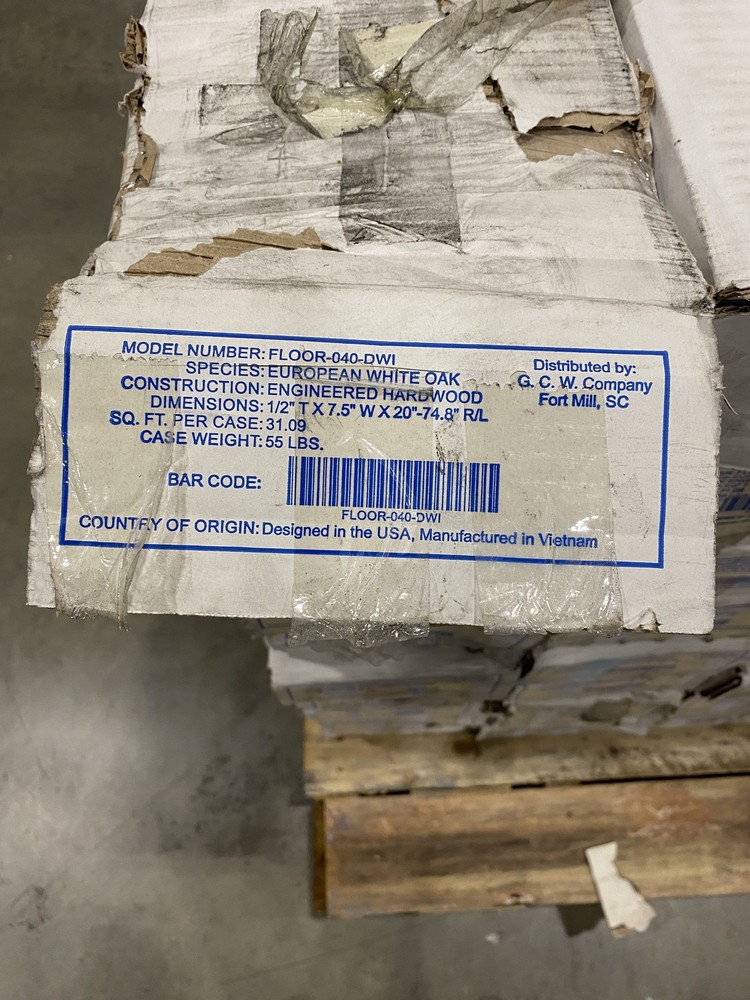 MODEL NUMBER: FLOOR-040-DWI
SPECIES: EUROPEAN WHITE OAK
CONSTRUCTION: ENGINEERED HARDWOOD
DIMENSIONS: 1/2" T X 7.5" W X 20"-74.8" R/L
SQ. FT. PER CASE: 31.09
CASE WEIGHT: 55 LBS.
Distributed by:
G. C. W. Company
Fort Mill, SC
BAR CODE:
FLOOR-040-DWI
COUNTRY OF ORIGIN: Designed in the USA, Manufactured in Vietnam